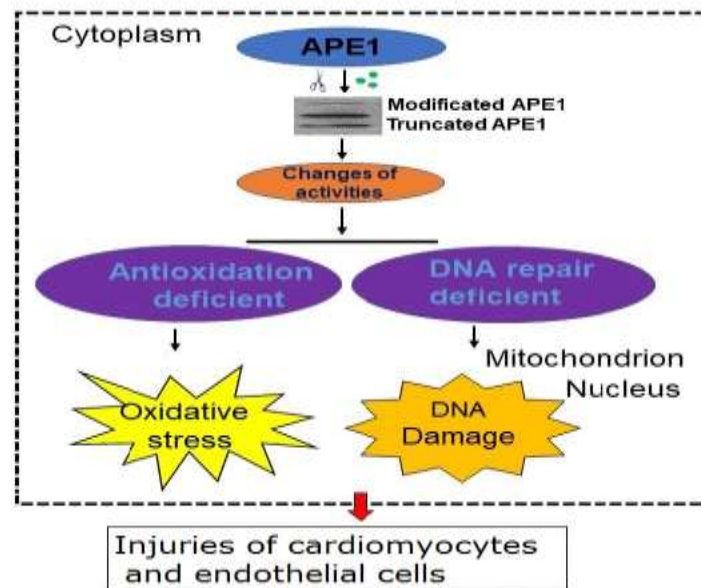 Cytoplasm
APE1
Modificated APE1
Truncated APE1
Changes of
activities
Antioxidation
deficient
DNA repair
deficient
Mitochondrion
Nucleus
Oxidative
stress
DNA
Damage
Injuries of cardiomyocytes
and endothelial cells